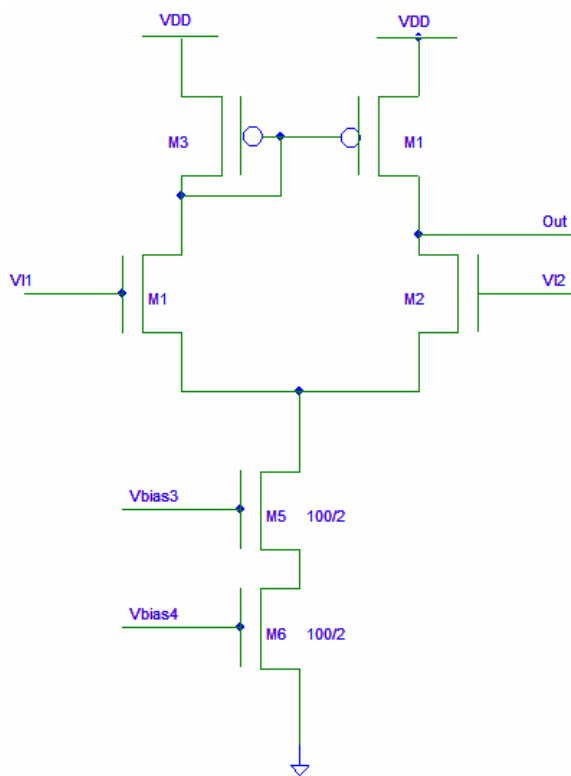 VDD
VDD
M3
M1
Out
VI1
M1
M2
VI2
Vbias3
M5 100/2
Vbias4
M6 100/2